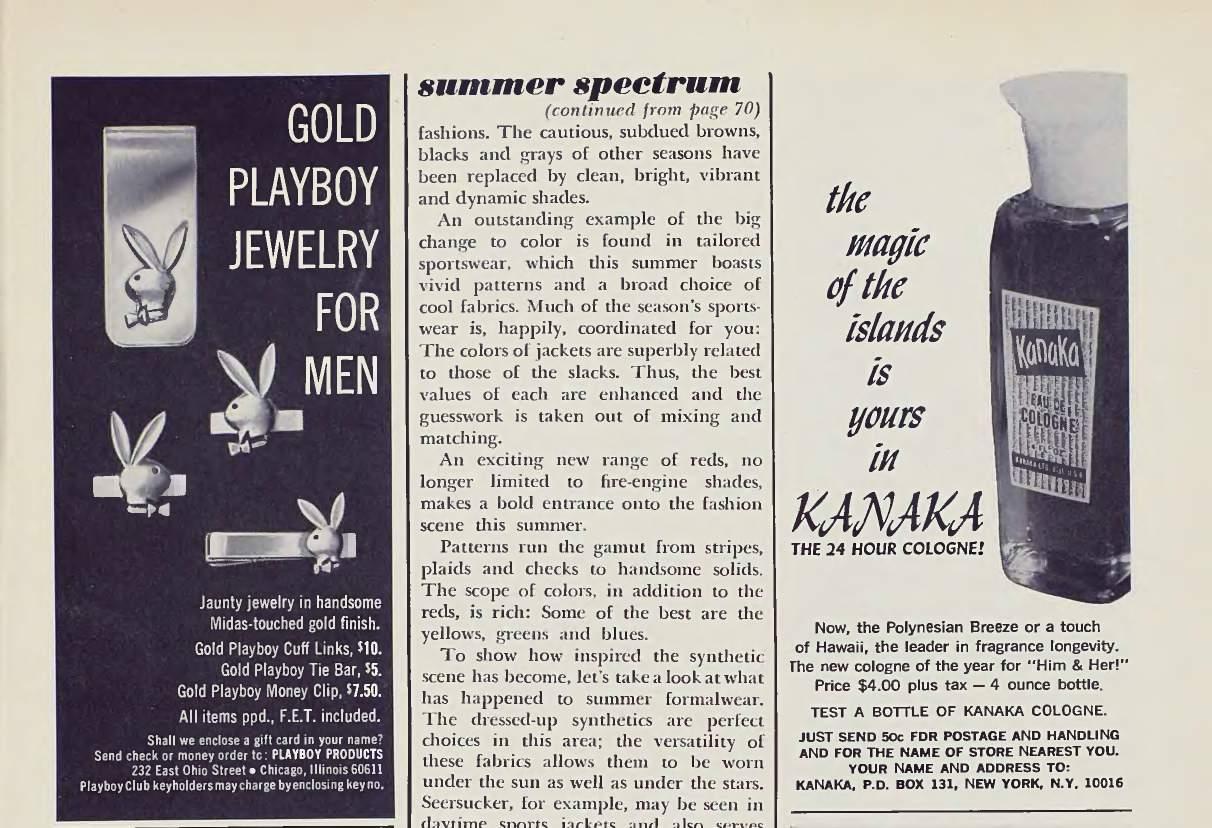 GOLD
PLAYBOY
JEWELRY
FOR
MEN
Jaunty jewelry in handsome
Midas-touched gold finish.
Gold Playboy Cuff Links, $10.
Gold Playboy Tie Bar, $5.
Gold Playboy Money Clip, $7.50.
All items ppd., F.E.T. included.
Shall we enclose a gift card in your name?
Send check or money order to: PLAYBOY PRODUCTS
232 East Ohio Street • Chicago, Illinois 60611
Playboy Club keyholders may charge by enclosing key no.
summer spectrum
(continued from page 70)
fashions. The cautious, subdued browns,
blacks and grays of other seasons have
been replaced by clean, bright, vibrant
and dynamic shades.
An outstanding example of the big
change to color is found in tailored
sportswear, which this summer boasts
vivid patterns and a broad choice of
cool fabrics. Much of the season's sports-
wear is, happily, coordinated for you:
The colors of jackets are superbly related
to those of the slacks. Thus, the best
values of each are enhanced and the
guesswork is taken out of mixing and
matching.
An exciting new range of reds, no
longer limited to fire-engine shades,
makes a bold entrance onto the fashion
scene this summer.
Patterns run the gamut from stripes,
plaids and checks to handsome solids.
The scope of colors, in addition to the
reds, is rich: Some of the best are the
yellows, greens and blues.
To show how inspired the synthetic
scene has become, let's take a look at what
has happened to summer formalwear.
The dressed-up synthetics are perfect
choices in this area; the versatility of
these fabrics allows them to be worn
under the sun as well as under the stars.
Seersucker, for example, may be seen in
daytime sports jackets and also serves
the
magic
of the
islands
is
yours
in
KANAKA
THE 24 HOUR COLOGNE!
Kanaka
EAU DE
COLOGNE
Now, the Polynesian Breeze or a touch
of Hawaii, the leader in fragrance longevity.
The new cologne of the year for "Him & Her!"
Price $4.00 plus tax — 4 ounce bottle.
TEST A BOTTLE OF KANAKA COLOGNE.
JUST SEND 50c FDR POSTAGE AND HANDLING
AND FOR THE NAME OF STORE NEAREST YOU.
YOUR NAME AND ADDRESS TO:
KANAKA, P.D. BOX 131, NEW YORK, N.Y. 10016